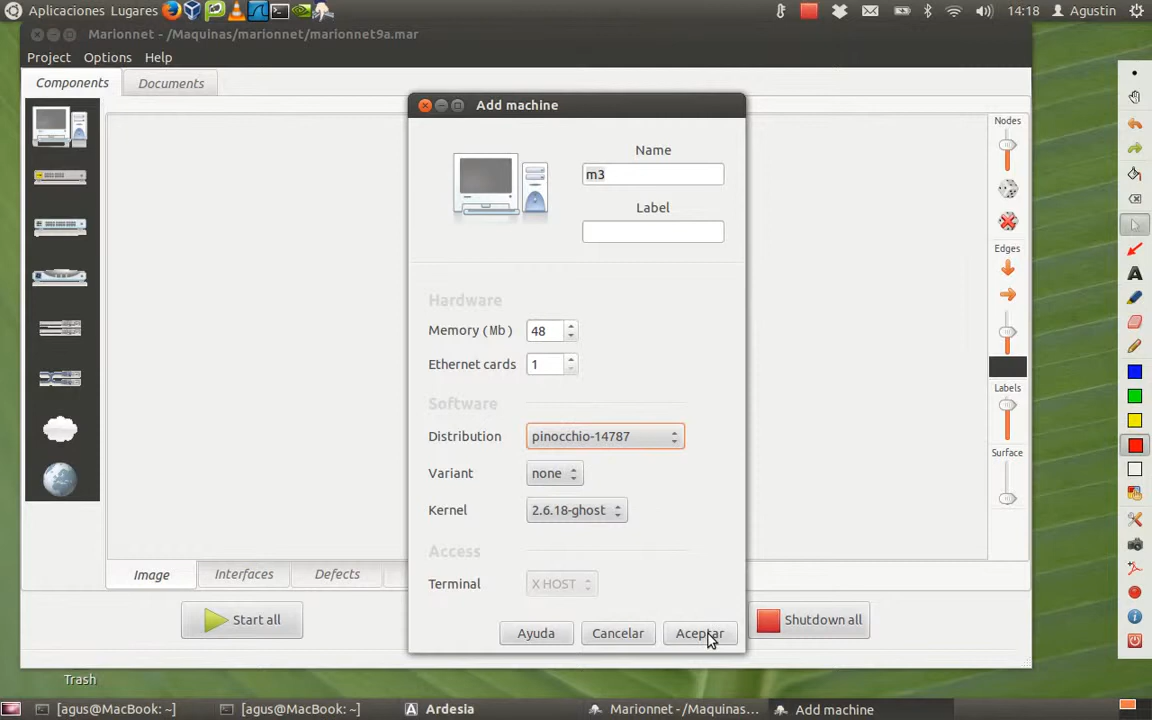 Aplicaciones Lugares
14:18 Agustin
Marionnet - /Maquinas/marionnet/marionnet9a.mar
Project Options Help
Components Documents
Add machine
Name
m3
Label
Hardware
Memory (Mb) 48
Ethernet cards 1
Software
Distribution pinocchio-14787
Variant none
Kernel 2.6.18-ghost
Access
Terminal X HOST
Ayuda Cancelar Aceptar
Nodes
Edges
Labels
Surface
Image Interfaces Defects
Start all Shutdown all
Trash
[agus@MacBook: ~] [agus@MacBook: ~] Ardesia Marionnet - /Maquinas... Add machine